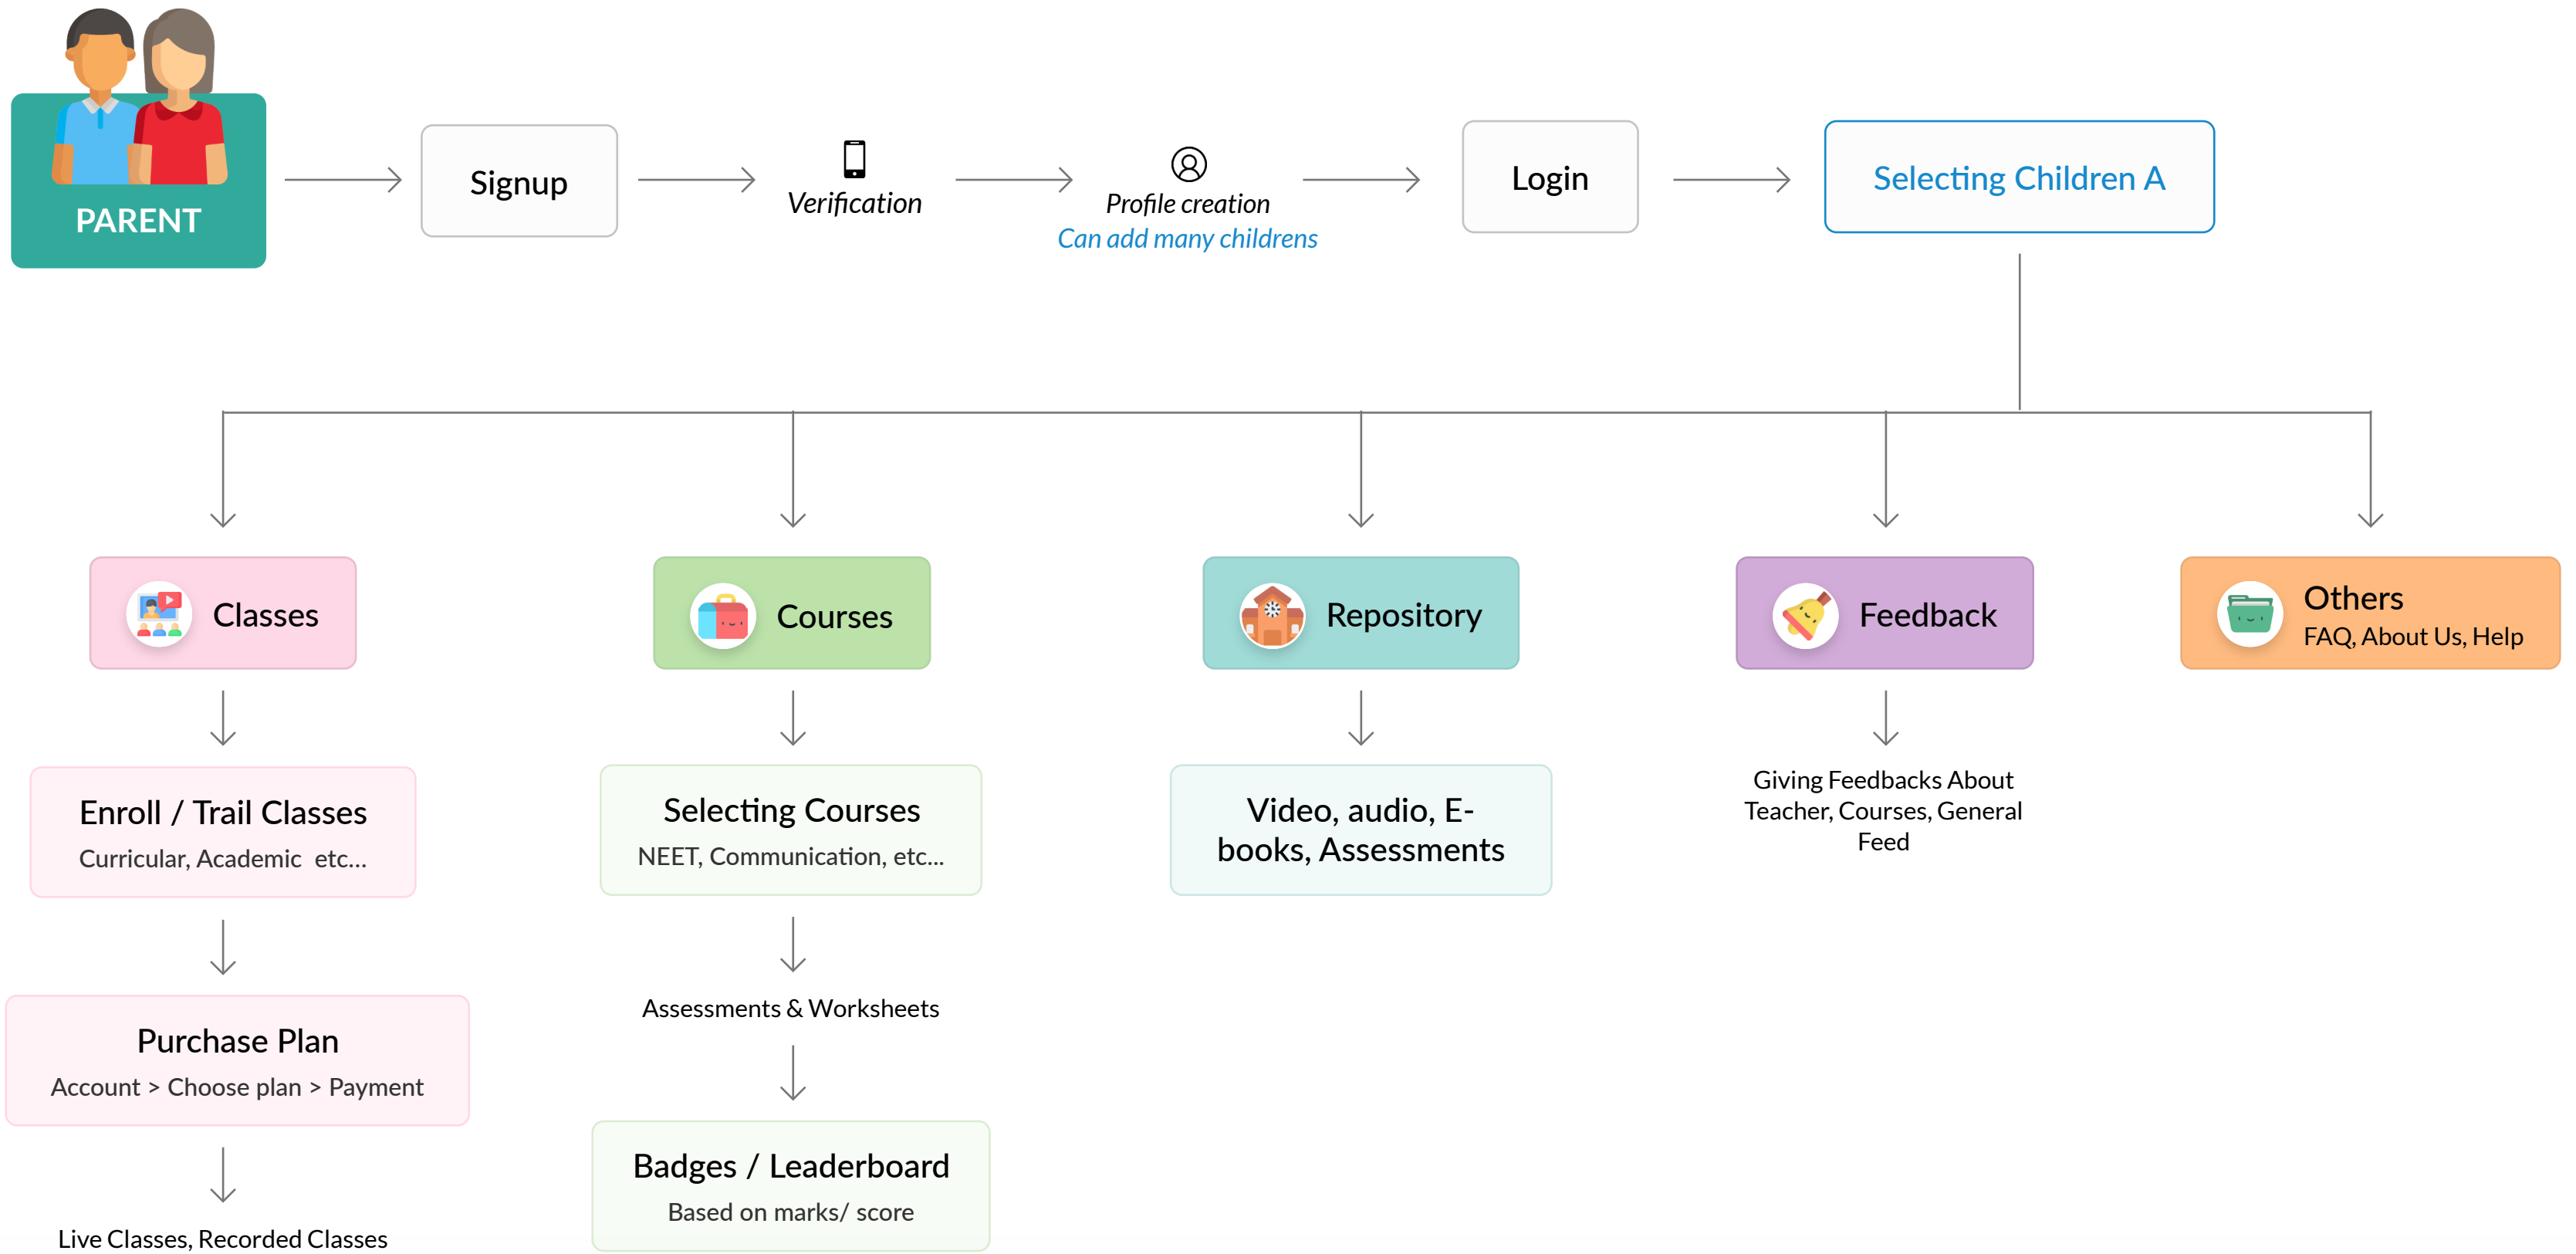 PARENT
Signup
Verification
Profile creation
Can add many childrens
Login
Selecting Children A
Classes
Courses
Repository
Feedback
Others
FAQ, About Us, Help
Enroll / Trail Classes
Curricular, Academic  etc...
Selecting Courses
NEET, Communication, etc...
Video, audio, E-
books, Assessments
Giving Feedbacks About
Teacher, Courses, General
Feed
Purchase Plan
Account > Choose plan > Payment
Assessments & Worksheets
Badges / Leaderboard
Based on marks/ score
Live Classes, Recorded Classes